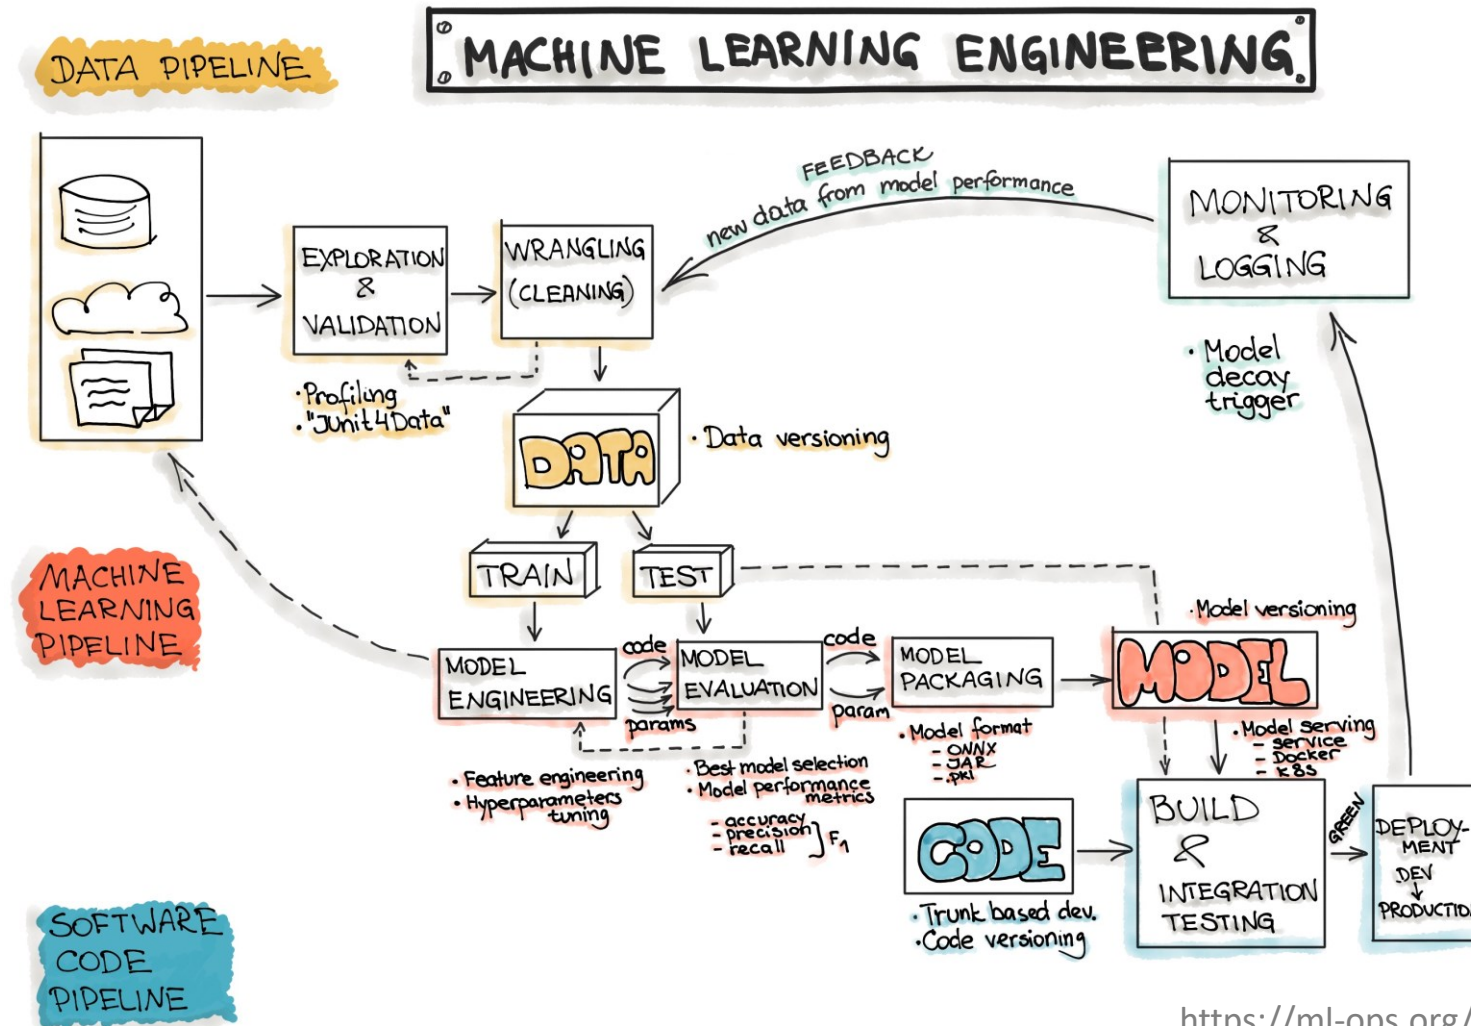 DATA PIPELINE
MACHINE LEARNING ENGINEERING
FEEDBACK
new data from model performance
MONITORING
&
LOGGING
EXPLORATION
&
VALIDATION
WRANGLING
(CLEANING)
· Profiling
· "JUnit4Data"
· Model
decay
trigger
DATA
· Data versioning
TRAIN
TEST
MACHINE
LEARNING
PIPELINE
MODEL
ENGINEERING
code
params
MODEL
EVALUATION
code
param
MODEL
PACKAGING
· Model versioning
MODEL
· Feature engineering
· Hyperparameters
tuning
· Best model selection
· Model performance
metrics
- accuracy
- precision
- recall
F1
· Model format
- ONNX
- JAR
- .pkl
· Model serving
- service
- Docker
- K8S
CODE
· Trunk based dev.
· Code versioning
BUILD
&
INTEGRATION
TESTING
GREEN
DEPLOY-
MENT
DEV
PRODUCTION
SOFTWARE
CODE
PIPELINE
https://ml-ops.org/